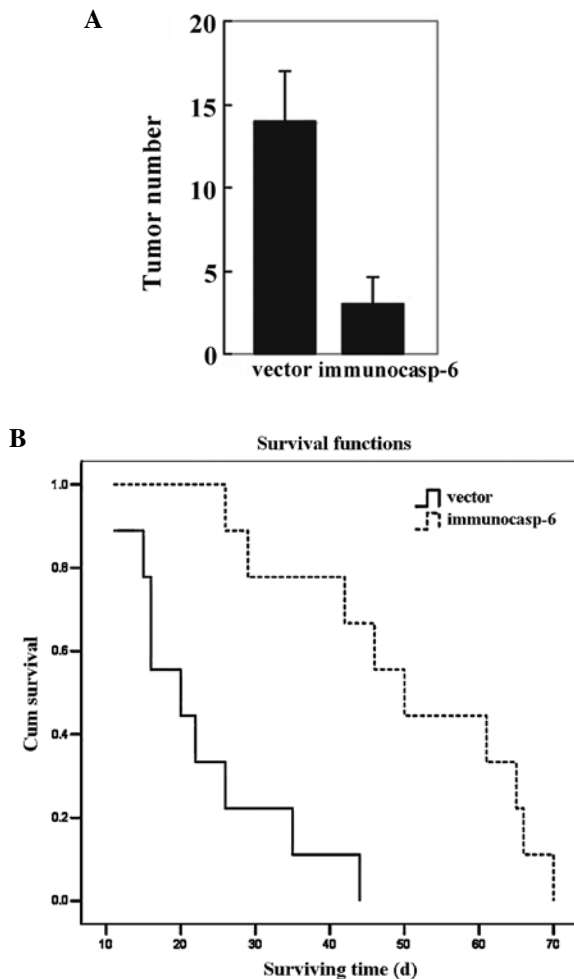 A
20
15
10
5
0
Tumor number
vector immunocasp-6
B
Survival functions
vector
immunocasp-6
1.0
0.8
0.6
0.4
0.2
0.0
Cum survival
10 20 30 40 50 60 70
Surviving time (d)